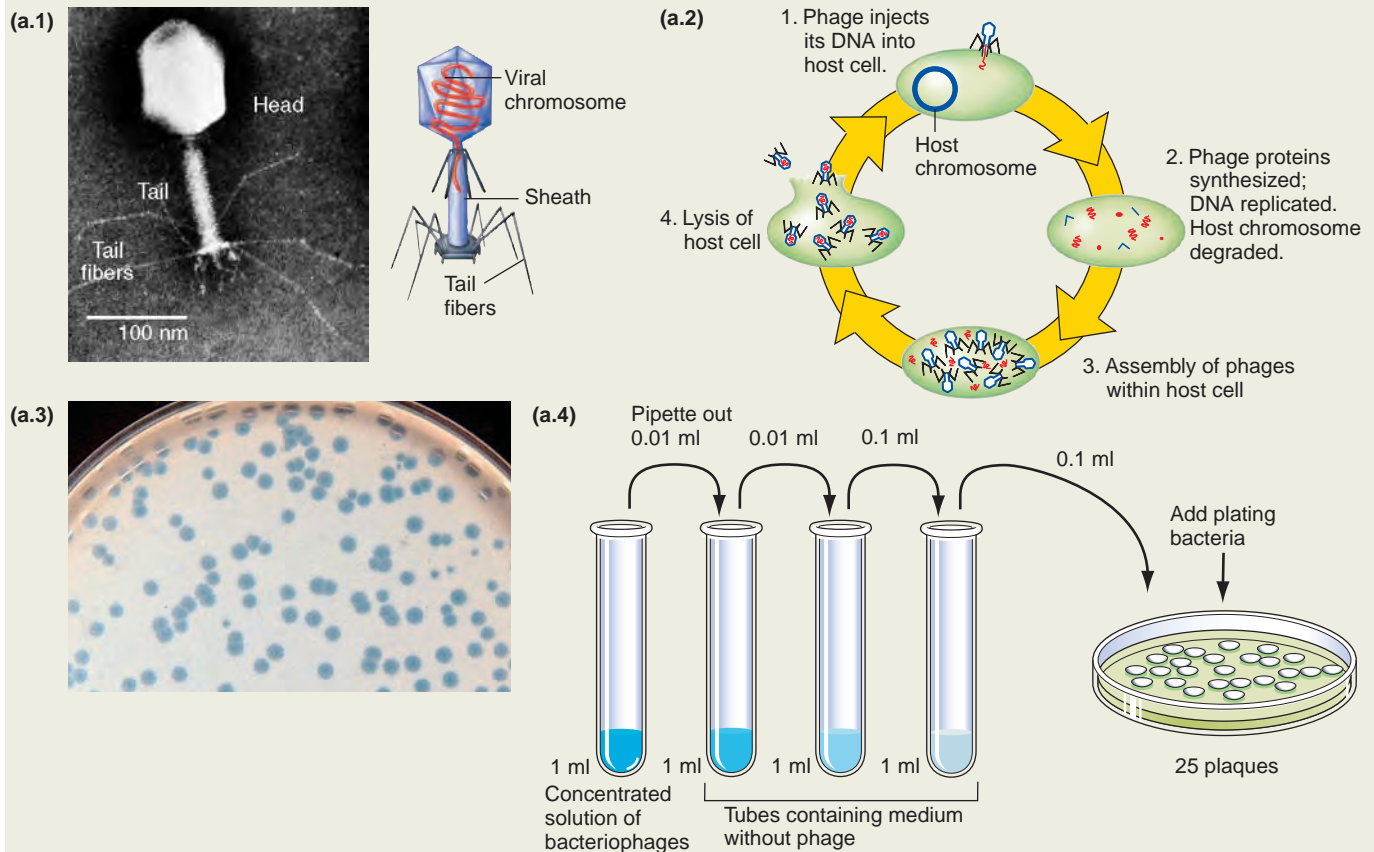 (a.1)
Head
Tail
Tail
fibers
100 nm
Viral
chromosome
Sheath
Tail
fibers
(a.2)
1. Phage injects
its DNA into
host cell.
Host
chromosome
2. Phage proteins
synthesized;
DNA replicated.
Host chromosome
degraded.
3. Assembly of phages
within host cell
4. Lysis of
host cell
(a.3)
(a.4)
Pipette out
0.01 ml
0.01 ml
0.1 ml
0.1 ml
Add plating
bacteria
1 ml
1 ml
1 ml
1 ml
Concentrated
solution of
bacteriophages
Tubes containing medium
without phage
25 plaques